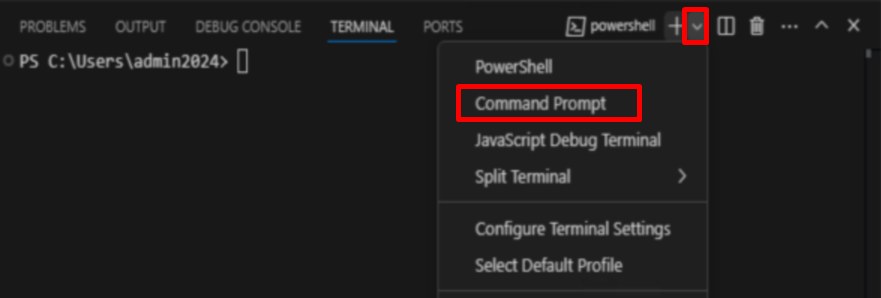 PROBLEMS OUTPUT DEBUG CONSOLE TERMINAL PORTS powershell
PS C:\Users\admin2024>
PowerShell
Command Prompt
JavaScript Debug Terminal
Split Terminal
Configure Terminal Settings
Select Default Profile